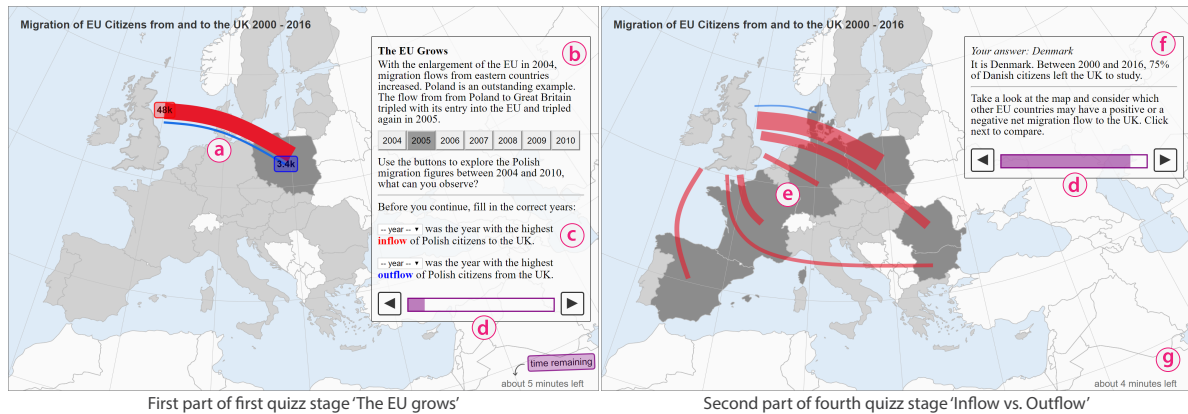 Migration of EU Citizens from and to the UK 2000 - 2016
b
The EU Grows
With the enlargement of the EU in 2004,
migration flows from eastern countries
increased. Poland is an outstanding example.
The flow from from Poland to Great Britain
tripled with its entry into the EU and tripled
again in 2005.
2004 2005 2006 2007 2008 2009 2010
Use the buttons to explore the Polish
migration figures between 2004 and 2010,
what can you observe?
Before you continue, fill in the correct years:
-- year -- ▾ was the year with the highest
inflow of Polish citizens to the UK.
c
-- year -- ▾ was the year with the highest
outflow of Polish citizens from the UK.
◀ ▶
d
48k
a
3.4k
time remaining
about 5 minutes left
First part of first quizz stage ‘The EU grows’
Migration of EU Citizens from and to the UK 2000 - 2016
f
Your answer: Denmark
It is Denmark. Between 2000 and 2016, 75%
of Danish citizens left the UK to study.
Take a look at the map and consider which
other EU countries may have a positive or a
negative net migration flow to the UK. Click
next to compare.
◀ ▶
d
e
g
about 4 minutes left
Second part of fourth quizz stage ‘Inflow vs. Outflow’